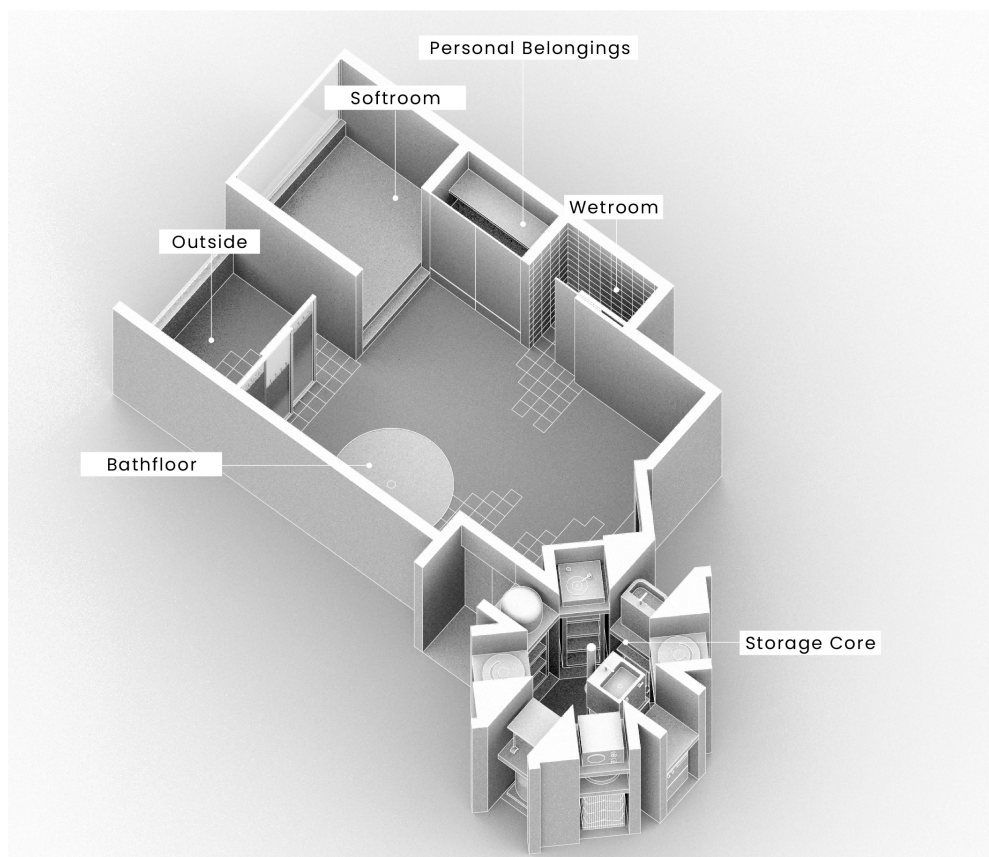 Personal Belongings
Softroom
Wetroom
Outside
Bathfloor
Storage Core